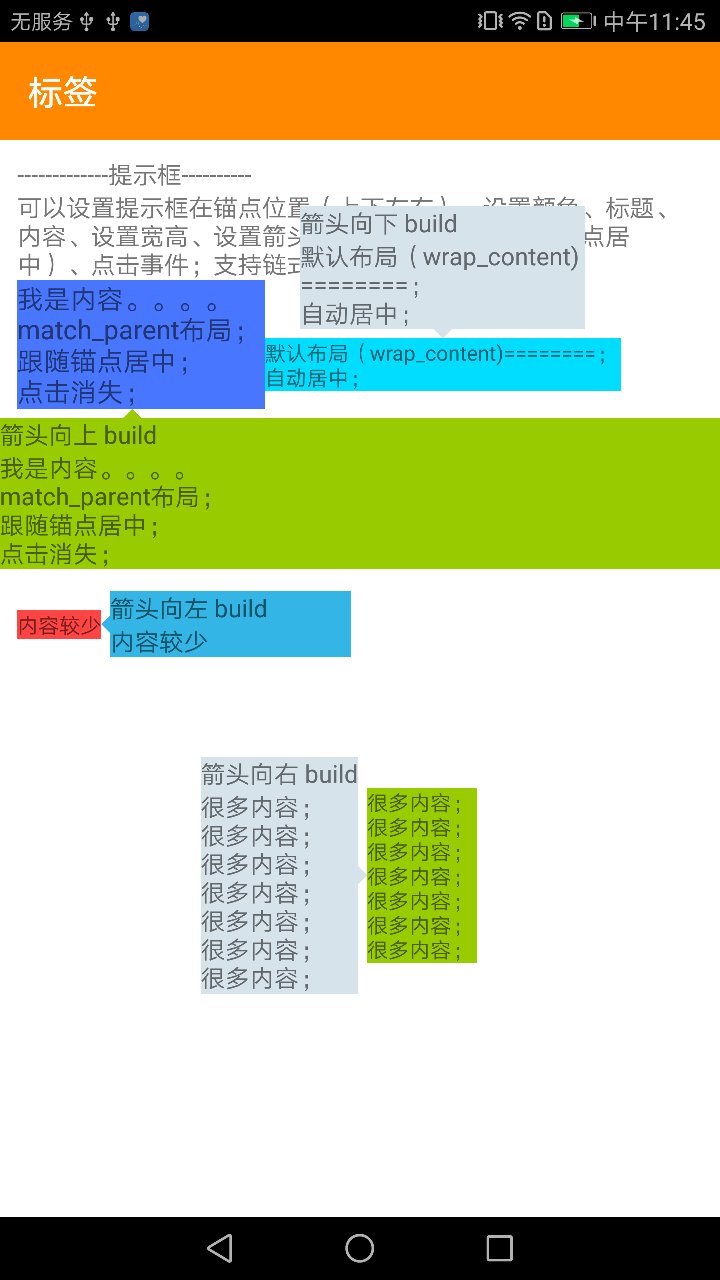 无服务
中午11:45
标签
-------------提示框----------
可以设置提示框在锚点位置（上下左右）、设置颜色、标题、
内容、设置宽高、设置箭头 点居
中）、点击事件；支持链式
箭头向下 build
默认布局（wrap_content)
========；
自动居中；
我是内容。。。。
match_parent布局；
跟随锚点居中；
点击消失；
默认布局（wrap_content)========；
自动居中；
箭头向上 build
我是内容。。。。
match_parent布局；
跟随锚点居中；
点击消失；
内容较少
箭头向左 build
内容较少
箭头向右 build
很多内容；
很多内容；
很多内容；
很多内容；
很多内容；
很多内容；
很多内容；
很多内容；
很多内容；
很多内容；
很多内容；
很多内容；
很多内容；
很多内容；